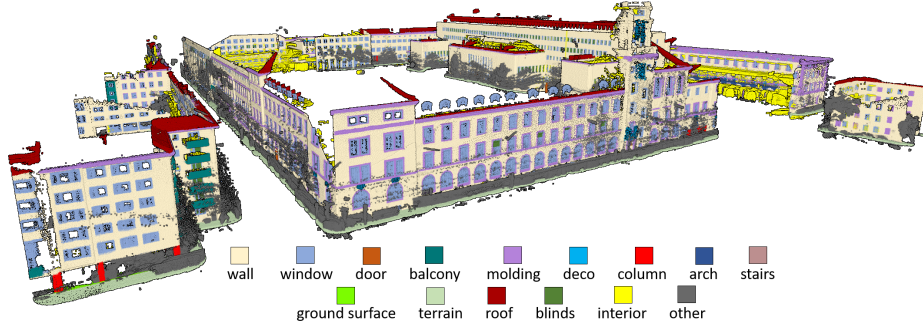 wall window door balcony molding deco column arch stairs
ground surface terrain roof blinds interior other